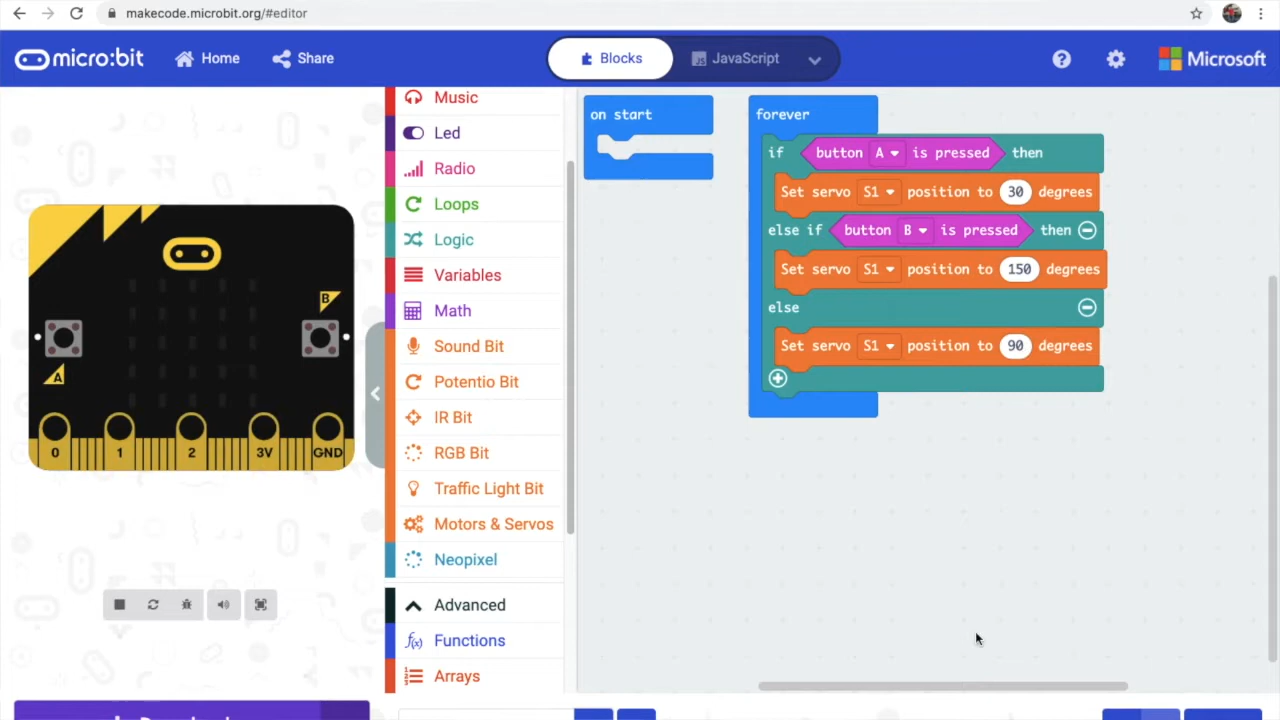 makecode.microbit.org/#editor
micro:bit
Home
Share
Blocks
JavaScript
Microsoft
B
A
0 1 2 3V GND
Music
Led
Radio
Loops
Logic
Variables
Math
Sound Bit
Potentio Bit
IR Bit
RGB Bit
Traffic Light Bit
Motors & Servos
Neopixel
Advanced
f(x) Functions
Arrays
on start
forever
if button A is pressed then
Set servo S1 position to 30 degrees
else if button B is pressed then
Set servo S1 position to 150 degrees
else
Set servo S1 position to 90 degrees